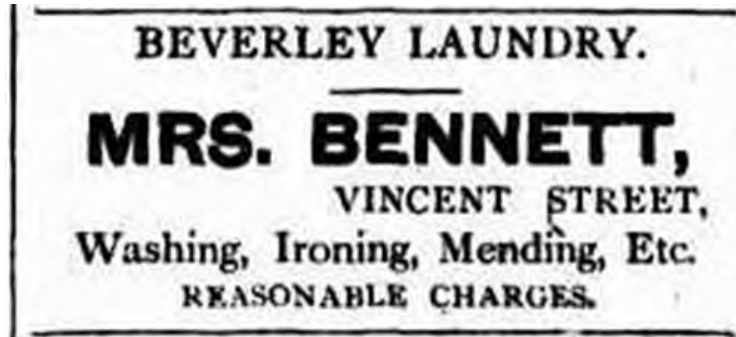 BEVERLEY LAUNDRY.
MRS. BENNETT,
VINCENT STREET,
Washing, Ironing, Mending, Etc.
REASONABLE CHARGES.